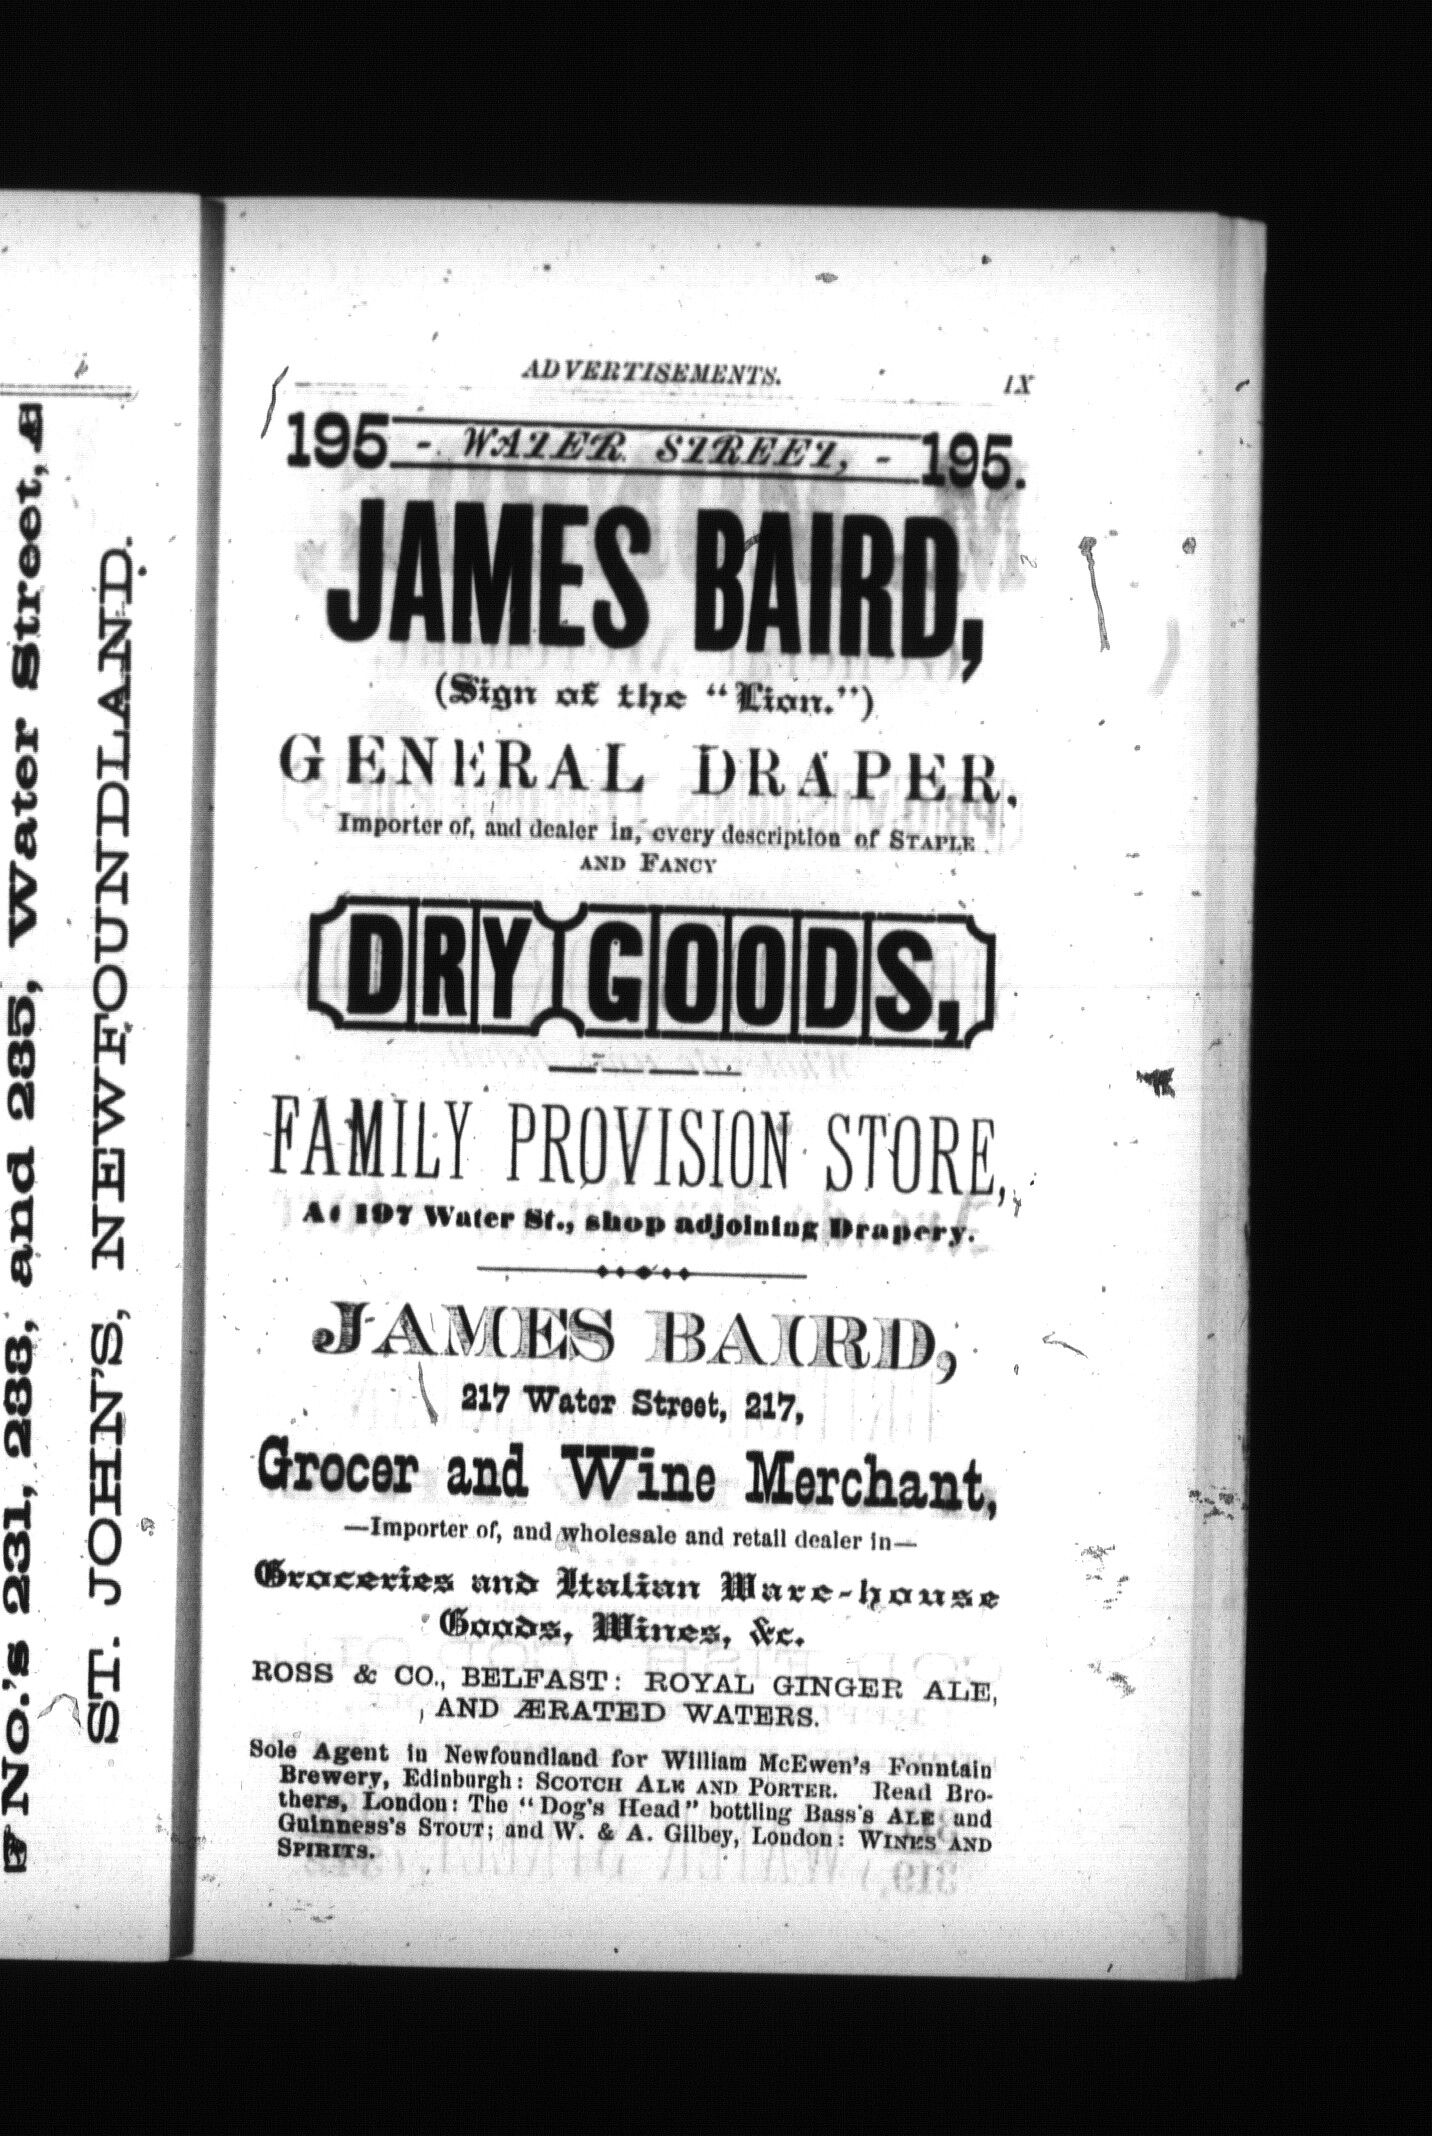 No.'s 231, 233, and 235, Water Street,
ST. JOHN'S, NEWFOUNDLAND.
ADVERTISEMENTS. IX
195 - WATER STREET, - 195.
JAMES BAIRD,
(Sign of the "Lion.")
GENERAL DRAPER.
Importer of, and dealer in, every description of STAPLE
AND FANCY
DRY GOODS,
FAMILY PROVISION STORE,
At 197 Water St., shop adjoining Drapery.
JAMES BAIRD,
217 Water Street, 217,
Grocer and Wine Merchant,
—Importer of, and wholesale and retail dealer in—
Groceries and Italian Ware-house
Goods, Wines, &c.
ROSS & CO., BELFAST: ROYAL GINGER ALE,
AND ÆRATED WATERS.
Sole Agent in Newfoundland for William McEwen's Fountain
Brewery, Edinburgh: SCOTCH ALE AND PORTER. Read Bro-
thers, London: The "Dog's Head" bottling Bass's ALE and
Guinness's STOUT; and W. & A. Gilbey, London: WINES AND
SPIRITS.